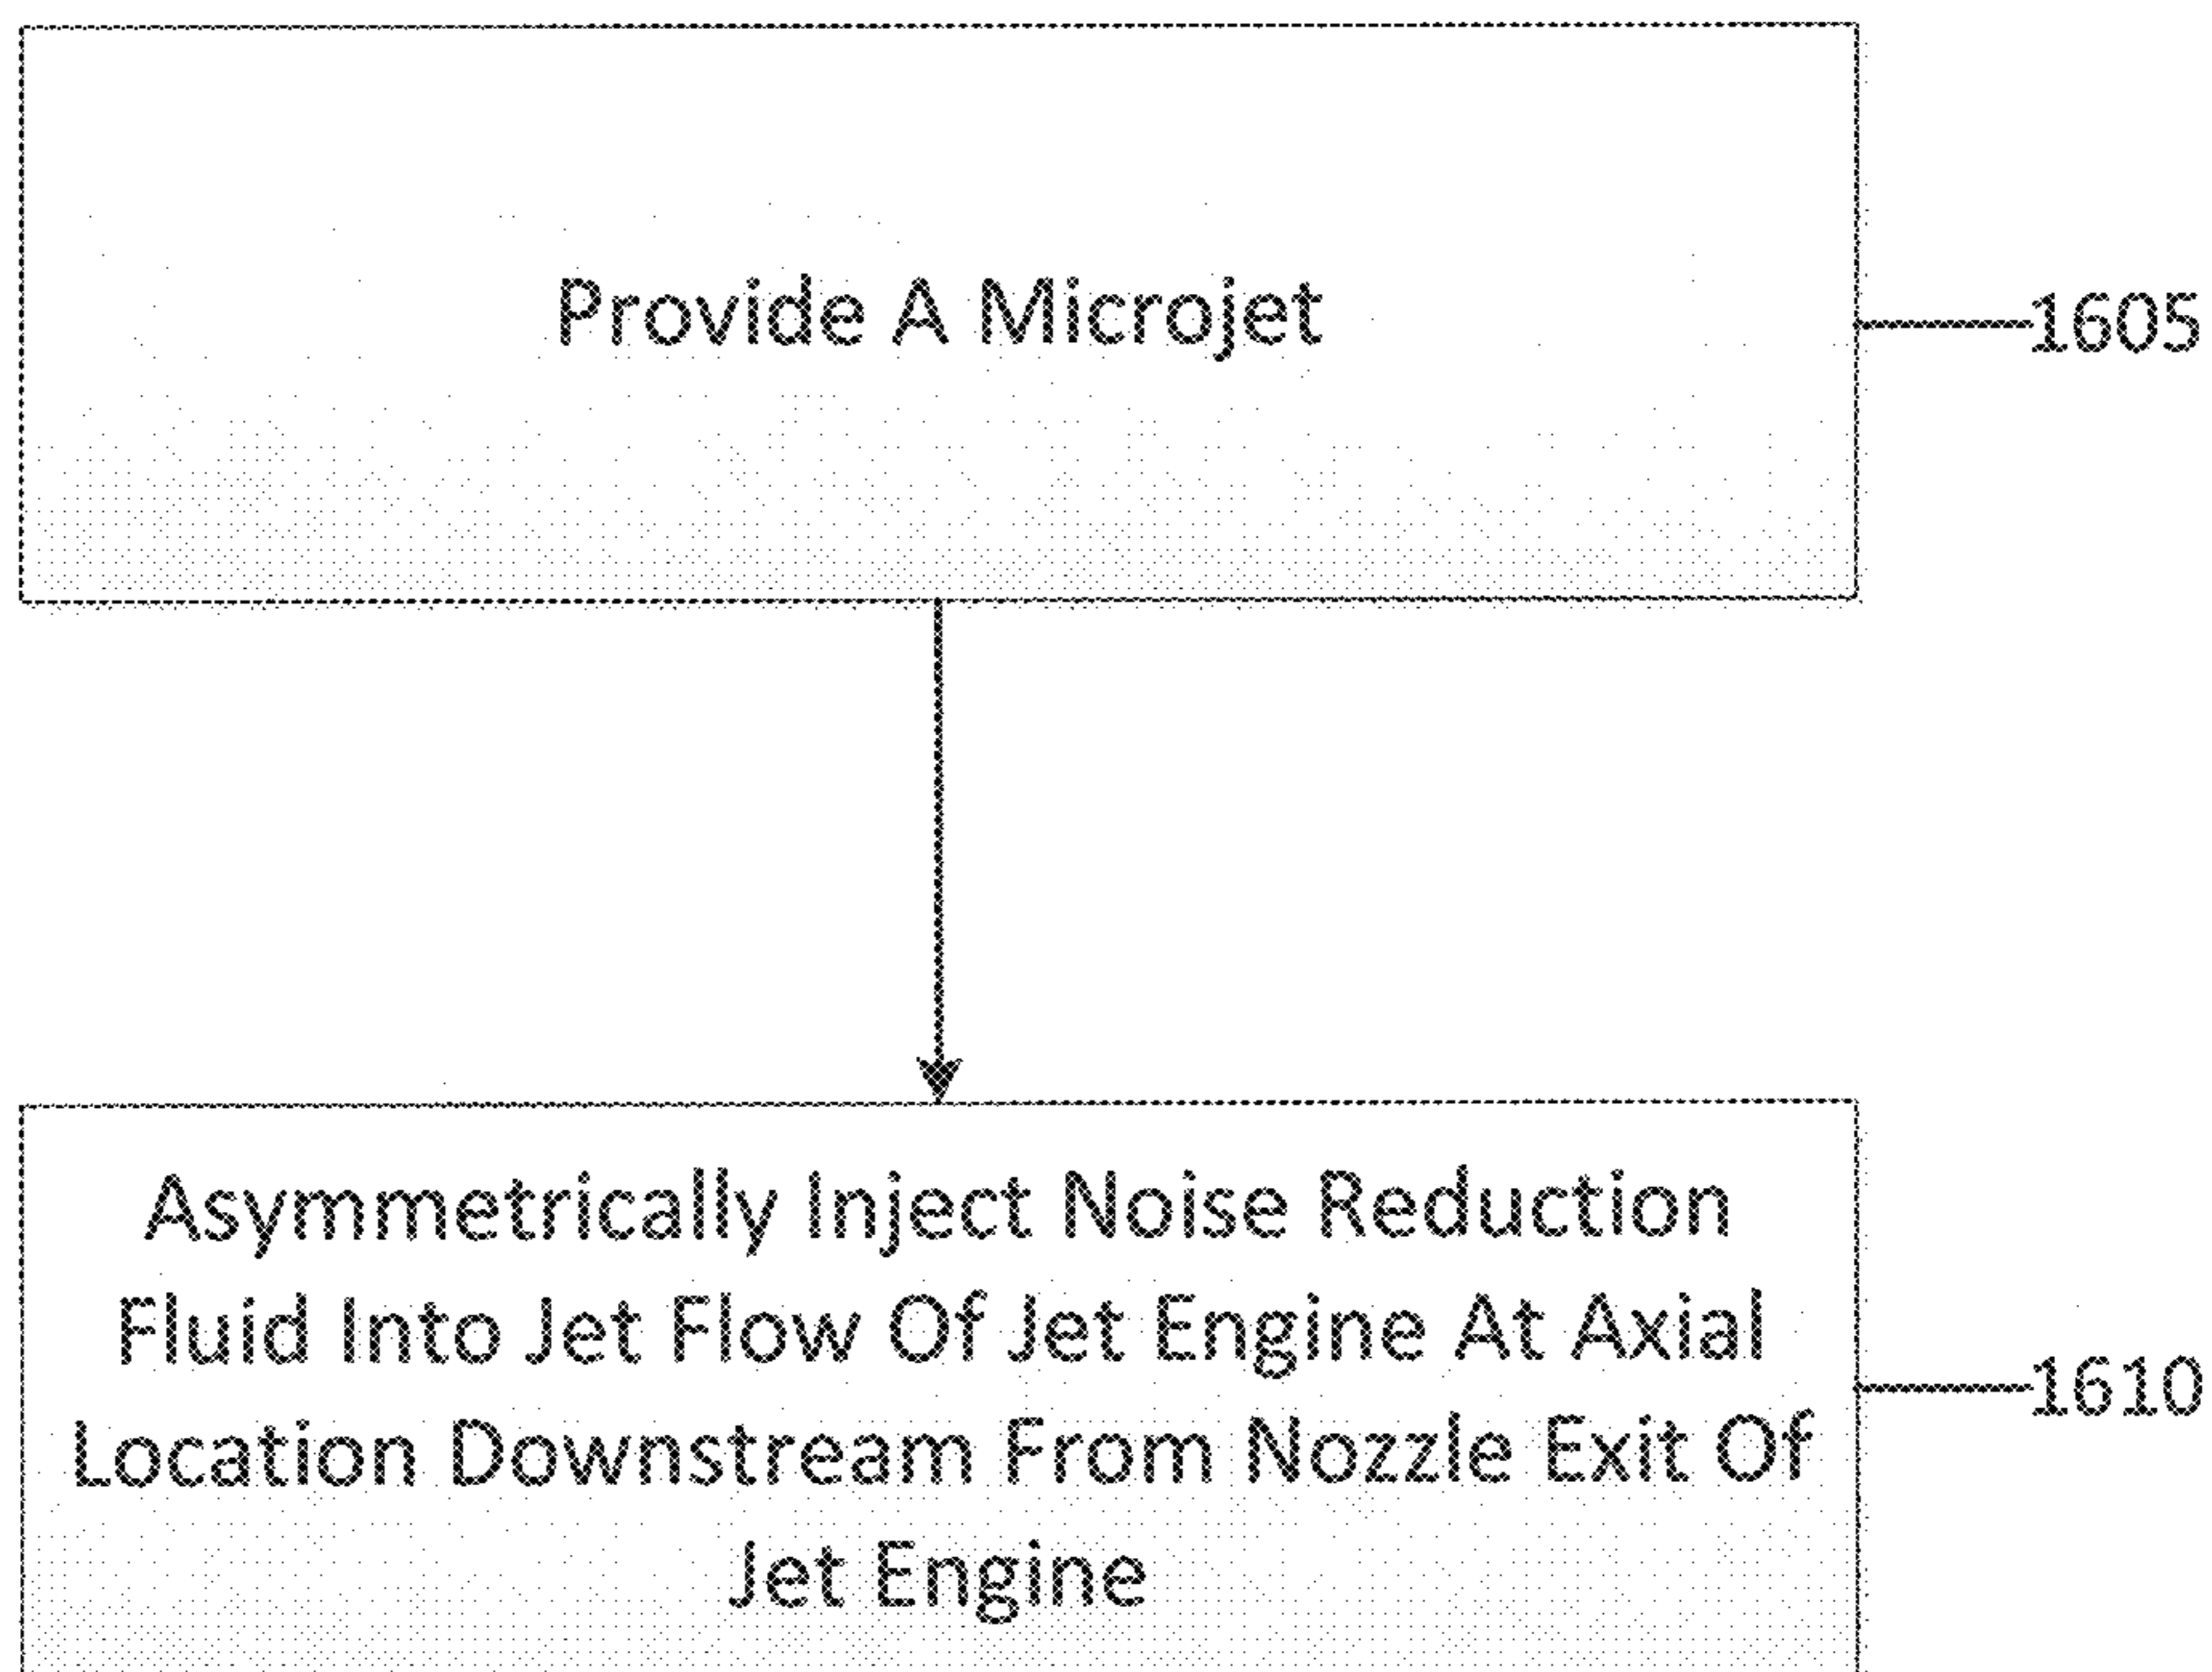 Provide A Microjet
1605
Asymmetrically Inject Noise Reduction
Fluid Into Jet Flow Of Jet Engine At Axial
Location Downstream From Nozzle Exit Of
Jet Engine
1610